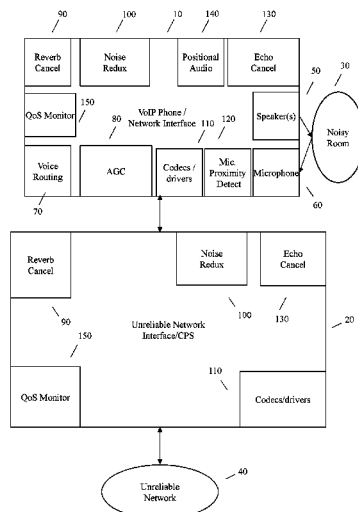 90
100
10
140
130
Reverb
Cancel
Noise
Redux
Positional
Audio
Echo
Cancel
30
50
150
QoS Monitor
VoIP Phone /
Network Interface
Speaker(s)
Noisy
Room
80
110
120
Voice
Routing
AGC
Codecs /
drivers
Mic.
Proximity
Detect
Microphone
70
60
Reverb
Cancel
Noise
Redux
Echo
Cancel
90
100
130
20
150
Unreliable Network
Interface/CPS
110
QoS Monitor
Codecs/drivers
40
Unreliable
Network